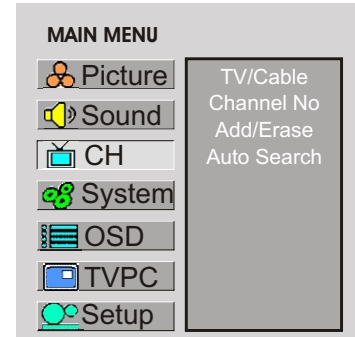 MAIN MENU
Picture
Sound
CH
System
OSD
TVPC
Setup
TV/Cable
Channel No
Add/Erase
Auto Search